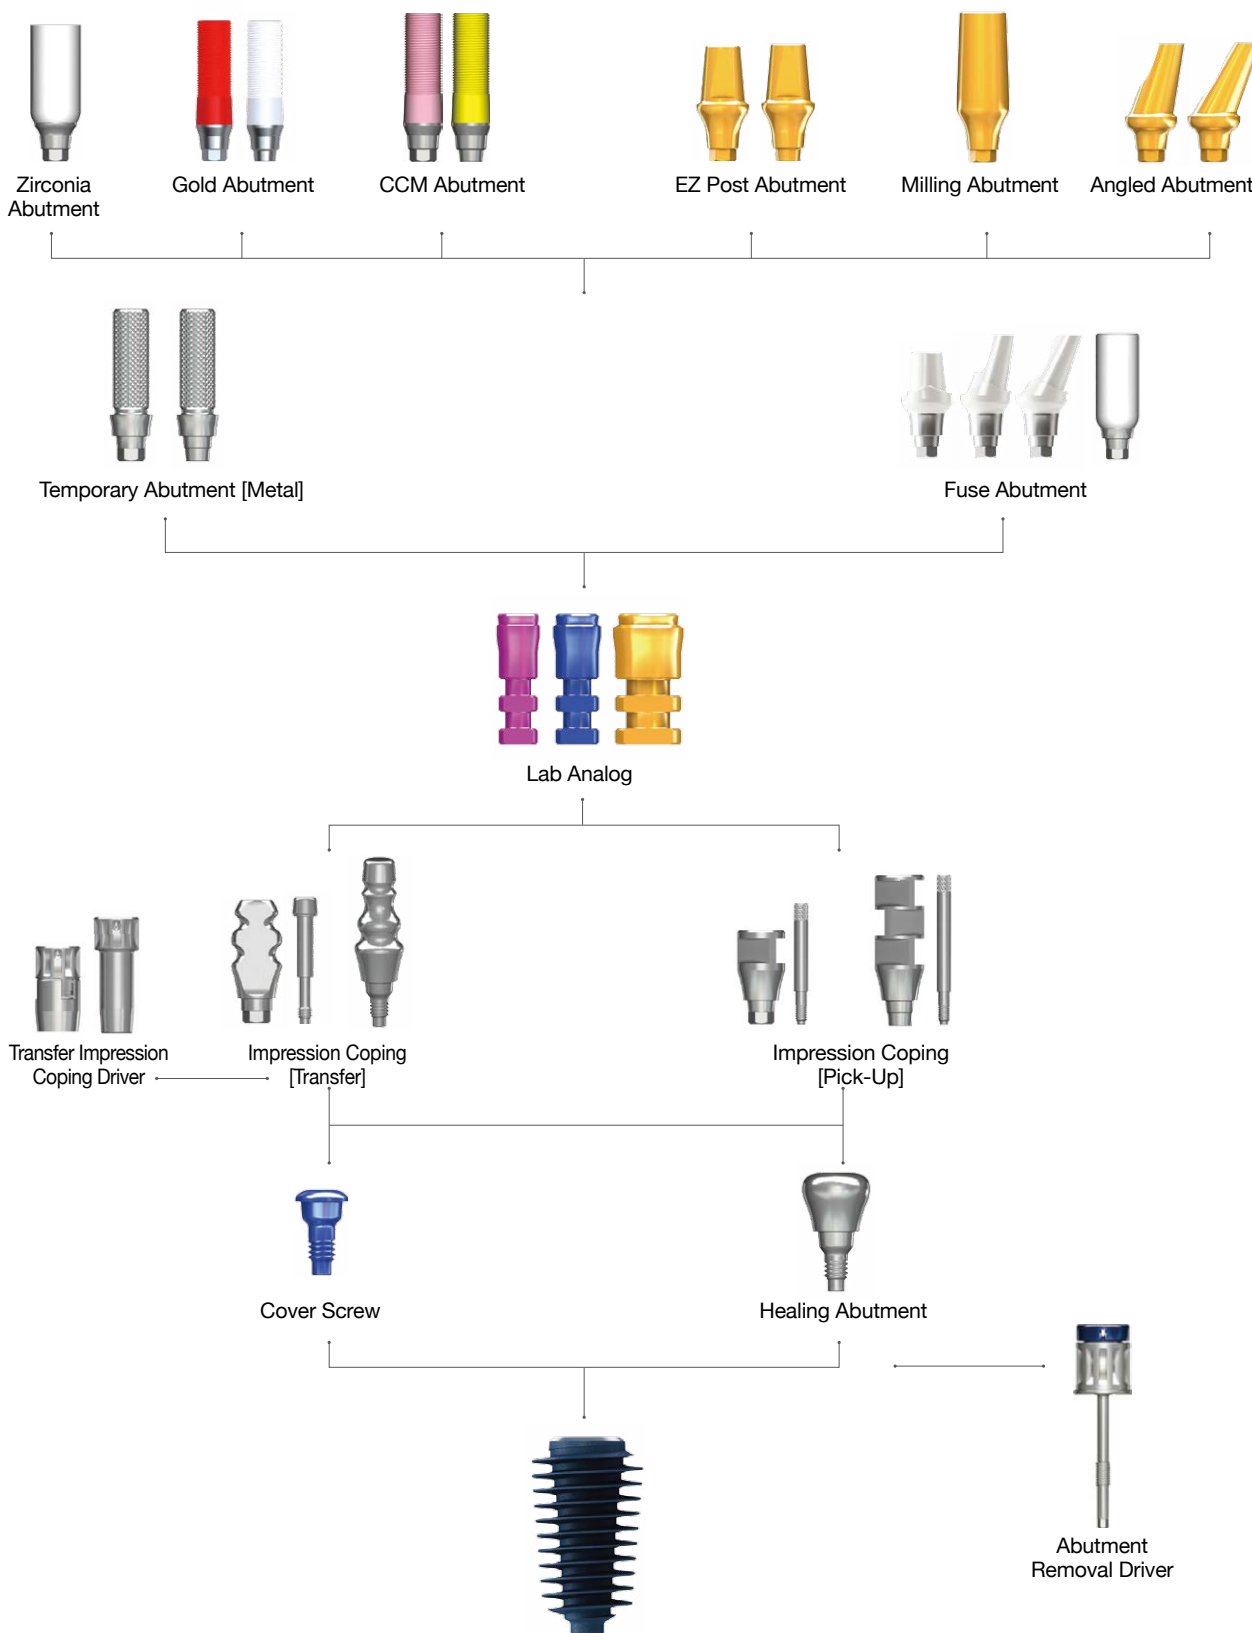 Zirconia
Abutment
Gold Abutment
CCM Abutment
EZ Post Abutment
Milling Abutment
Angled Abutment
Temporary Abutment [Metal]
Fuse Abutment
Lab Analog
Transfer Impression
Coping Driver
Impression Coping
[Transfer]
Impression Coping
[Pick-Up]
Cover Screw
Healing Abutment
Abutment
Removal Driver